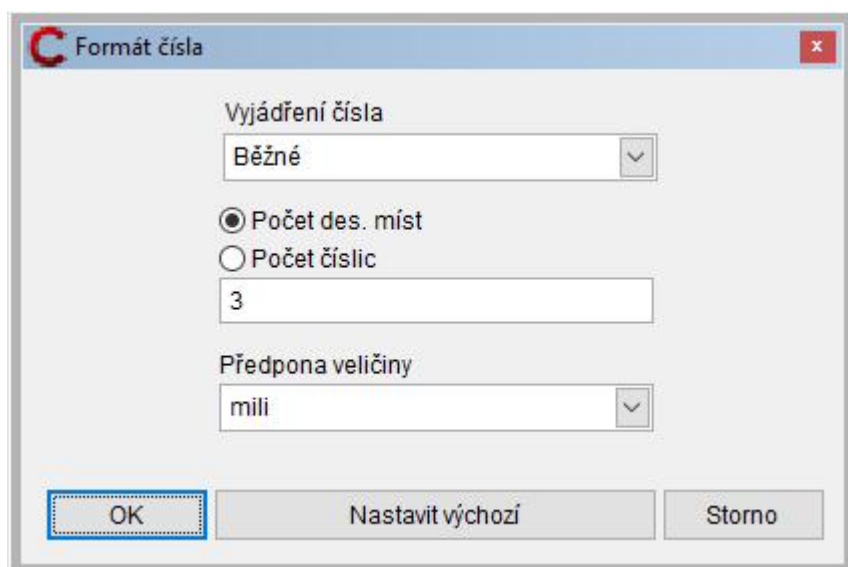 Formát čísla
Vyjádření čísla
Běžné
Počet des. míst
Počet číslic
3
Předpona veličiny
mili
OK Nastavit výchozí Storno